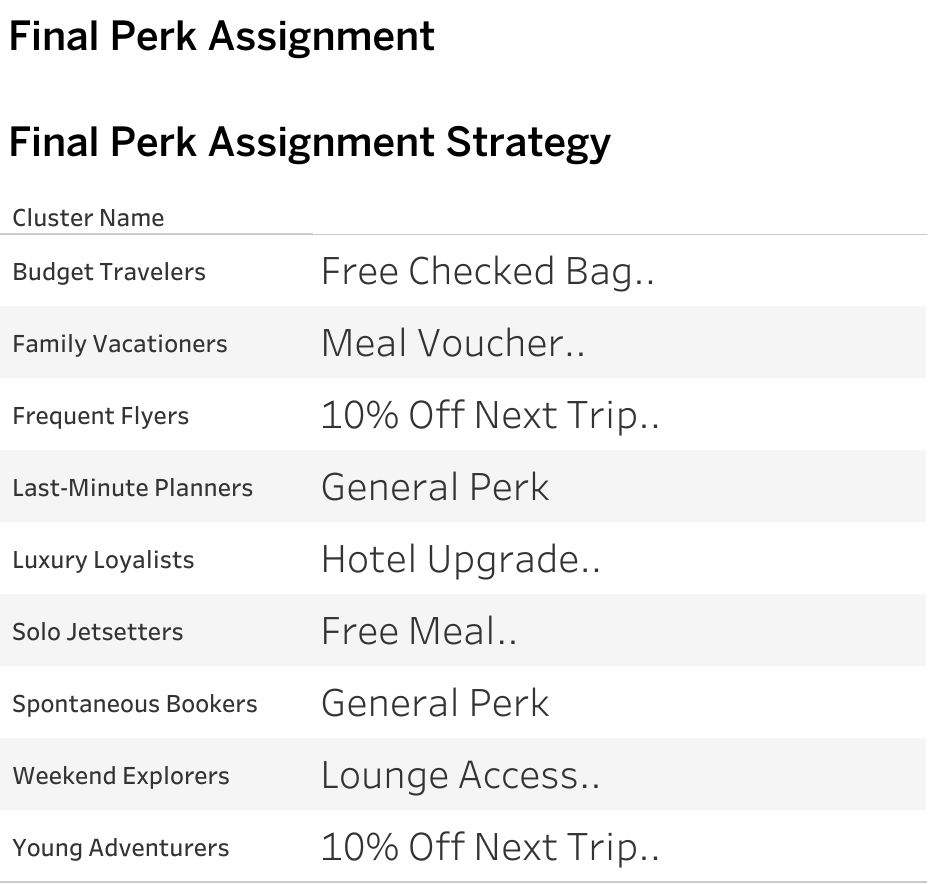 Final Perk Assignment
Final Perk Assignment Strategy
Cluster Name
Budget Travelers Free Checked Bag..
Family Vacationers Meal Voucher..
Frequent Flyers 10% Off Next Trip..
Last-Minute Planners General Perk
Luxury Loyalists Hotel Upgrade..
Solo Jetsetters Free Meal..
Spontaneous Bookers General Perk
Weekend Explorers Lounge Access..
Young Adventurers 10% Off Next Trip..